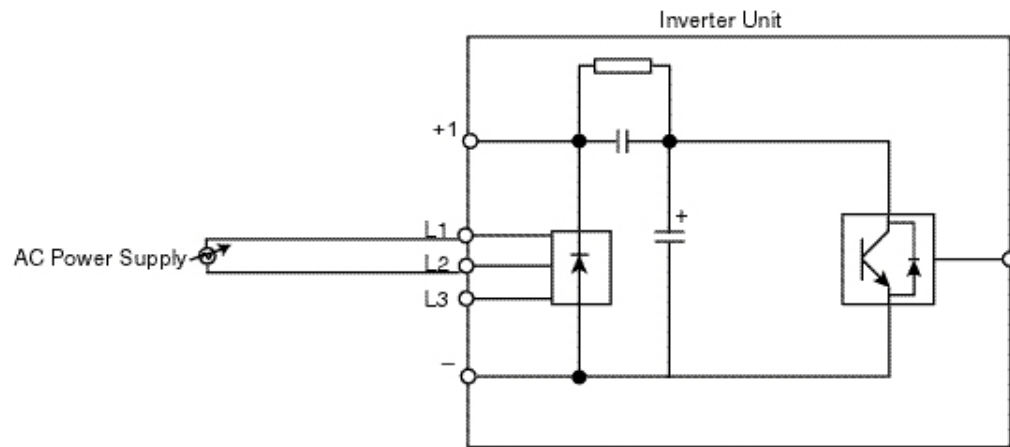 Inverter Unit
+1
L1
AC Power Supply
L2
L3
−
+